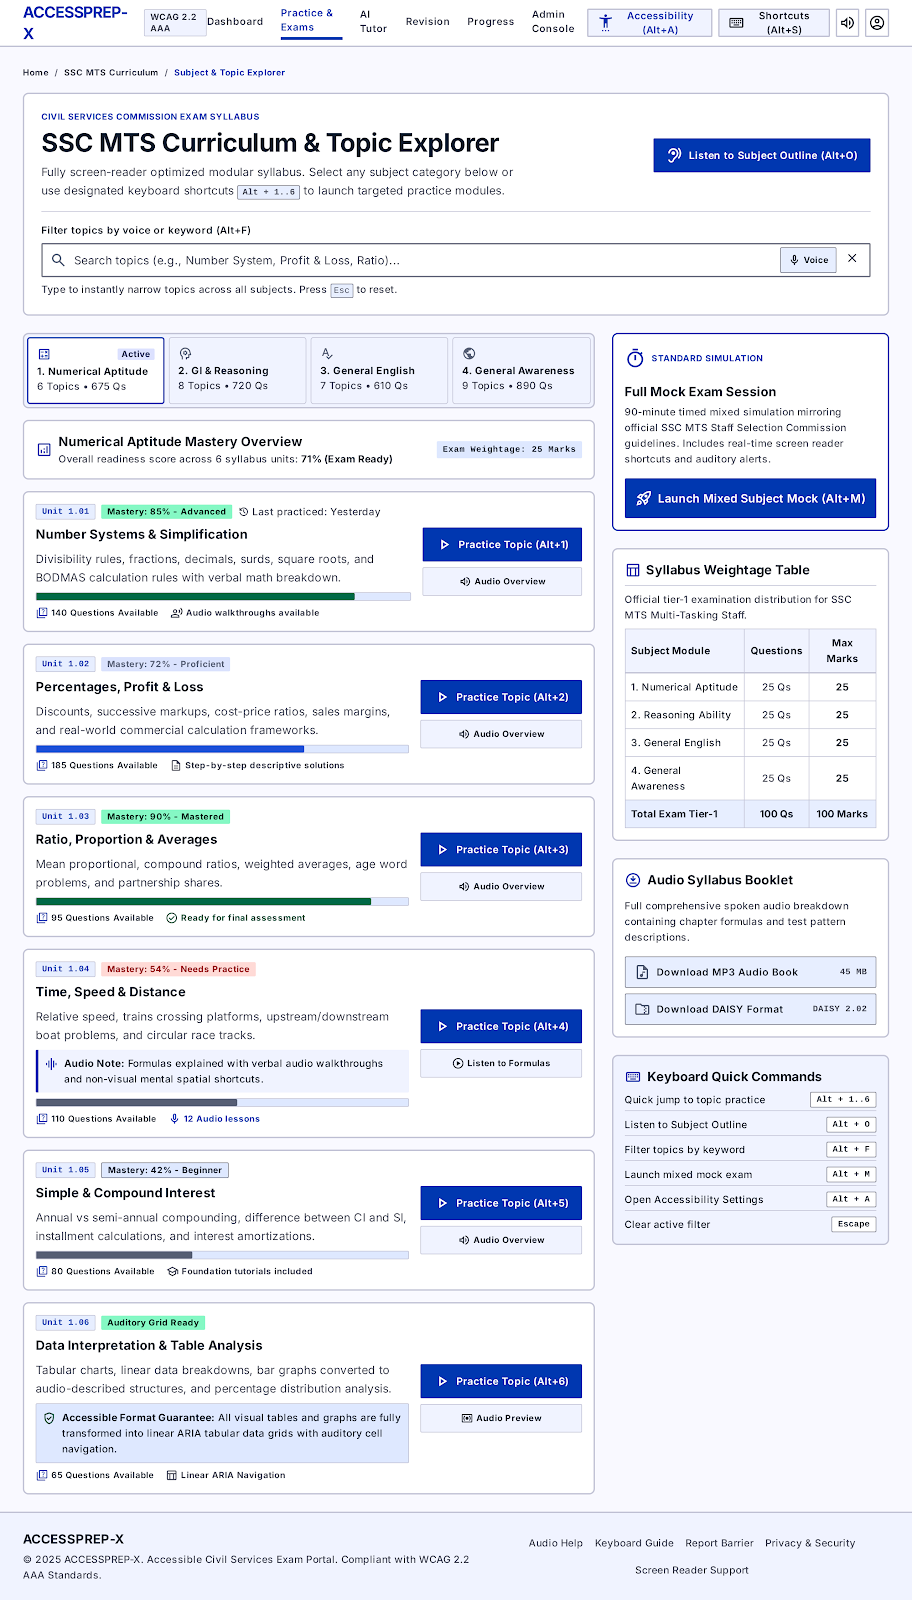 ACCESSPREP-X
WCAG 2.2 AAA
Dashboard
Practice & Exams
AI Tutor
Revision
Progress
Admin Console
Accessibility (Alt+A)
Shortcuts (Alt+S)
Home / SSC MTS Curriculum / Subject & Topic Explorer
CIVIL SERVICES COMMISSION EXAM SYLLABUS
SSC MTS Curriculum & Topic Explorer
Fully screen-reader optimized modular syllabus. Select any subject category below or
use designated keyboard shortcuts Alt + 1..6 to launch targeted practice modules.
Listen to Subject Outline (Alt+O)
Filter topics by voice or keyword (Alt+F)
Search topics (e.g., Number System, Profit & Loss, Ratio)...
Voice
Type to instantly narrow topics across all subjects. Press Esc to reset.
Active
1. Numerical Aptitude
6 Topics • 675 Qs
2. GI & Reasoning
8 Topics • 720 Qs
3. General English
7 Topics • 610 Qs
4. General Awareness
9 Topics • 890 Qs
Numerical Aptitude Mastery Overview
Overall readiness score across 6 syllabus units: 71% (Exam Ready)
Exam Weightage: 25 Marks
Unit 1.01
Mastery: 85% - Advanced
Last practiced: Yesterday
Number Systems & Simplification
Divisibility rules, fractions, decimals, surds, square roots, and
BODMAS calculation rules with verbal math breakdown.
140 Questions Available
Audio walkthroughs available
Practice Topic (Alt+1)
Audio Overview
Unit 1.02
Mastery: 72% - Proficient
Percentages, Profit & Loss
Discounts, successive markups, cost-price ratios, sales margins,
and real-world commercial calculation frameworks.
185 Questions Available
Step-by-step descriptive solutions
Practice Topic (Alt+2)
Audio Overview
Unit 1.03
Mastery: 90% - Mastered
Ratio, Proportion & Averages
Mean proportional, compound ratios, weighted averages, age word
problems, and partnership shares.
95 Questions Available
Ready for final assessment
Practice Topic (Alt+3)
Audio Overview
Unit 1.04
Mastery: 54% - Needs Practice
Time, Speed & Distance
Relative speed, trains crossing platforms, upstream/downstream
boat problems, and circular race tracks.
Audio Note: Formulas explained with verbal audio walkthroughs
and non-visual mental spatial shortcuts.
110 Questions Available
12 Audio lessons
Practice Topic (Alt+4)
Listen to Formulas
Unit 1.05
Mastery: 42% - Beginner
Simple & Compound Interest
Annual vs semi-annual compounding, difference between CI and SI,
installment calculations, and interest amortizations.
80 Questions Available
Foundation tutorials included
Practice Topic (Alt+5)
Audio Overview
Unit 1.06
Auditory Grid Ready
Data Interpretation & Table Analysis
Tabular charts, linear data breakdowns, bar graphs converted to
audio-described structures, and percentage distribution analysis.
Accessible Format Guarantee: All visual tables and graphs are fully
transformed into linear ARIA tabular data grids with auditory cell
navigation.
65 Questions Available
Linear ARIA Navigation
Practice Topic (Alt+6)
Audio Preview
STANDARD SIMULATION
Full Mock Exam Session
90-minute timed mixed simulation mirroring
official SSC MTS Staff Selection Commission
guidelines. Includes real-time screen reader
shortcuts and auditory alerts.
Launch Mixed Subject Mock (Alt+M)
Syllabus Weightage Table
Official tier-1 examination distribution for SSC
MTS Multi-Tasking Staff.
Subject Module Questions Max Marks
1. Numerical Aptitude 25 Qs 25
2. Reasoning Ability 25 Qs 25
3. General English 25 Qs 25
4. General Awareness 25 Qs 25
Total Exam Tier-1 100 Qs 100 Marks
Audio Syllabus Booklet
Full comprehensive spoken audio breakdown
containing chapter formulas and test pattern
descriptions.
Download MP3 Audio Book 45 MB
Download DAISY Format DAISY 2.02
Keyboard Quick Commands
Quick jump to topic practice Alt + 1..6
Listen to Subject Outline Alt + O
Filter topics by keyword Alt + F
Launch mixed mock exam Alt + M
Open Accessibility Settings Alt + A
Clear active filter Escape
ACCESSPREP-X
© 2025 ACCESSPREP-X. Accessible Civil Services Exam Portal. Compliant with WCAG 2.2
AAA Standards.
Audio Help Keyboard Guide Report Barrier Privacy & Security
Screen Reader Support